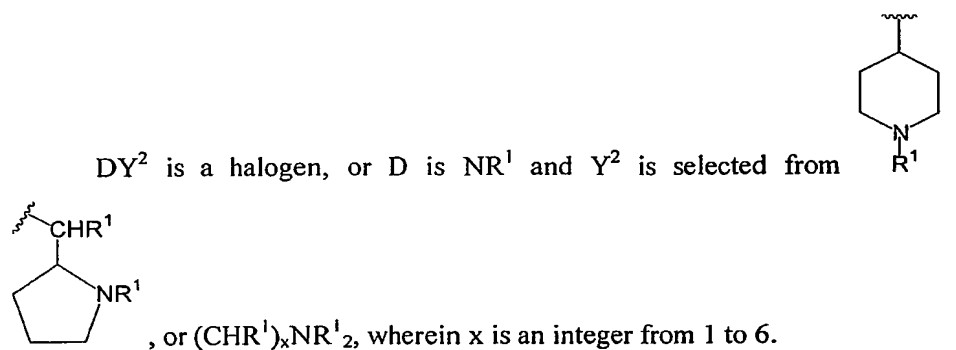 N
R¹
DY² is a halogen, or D is NR¹ and Y² is selected from
CHR¹
NR¹
, or (CHR¹)ₓNR¹₂, wherein x is an integer from 1 to 6.